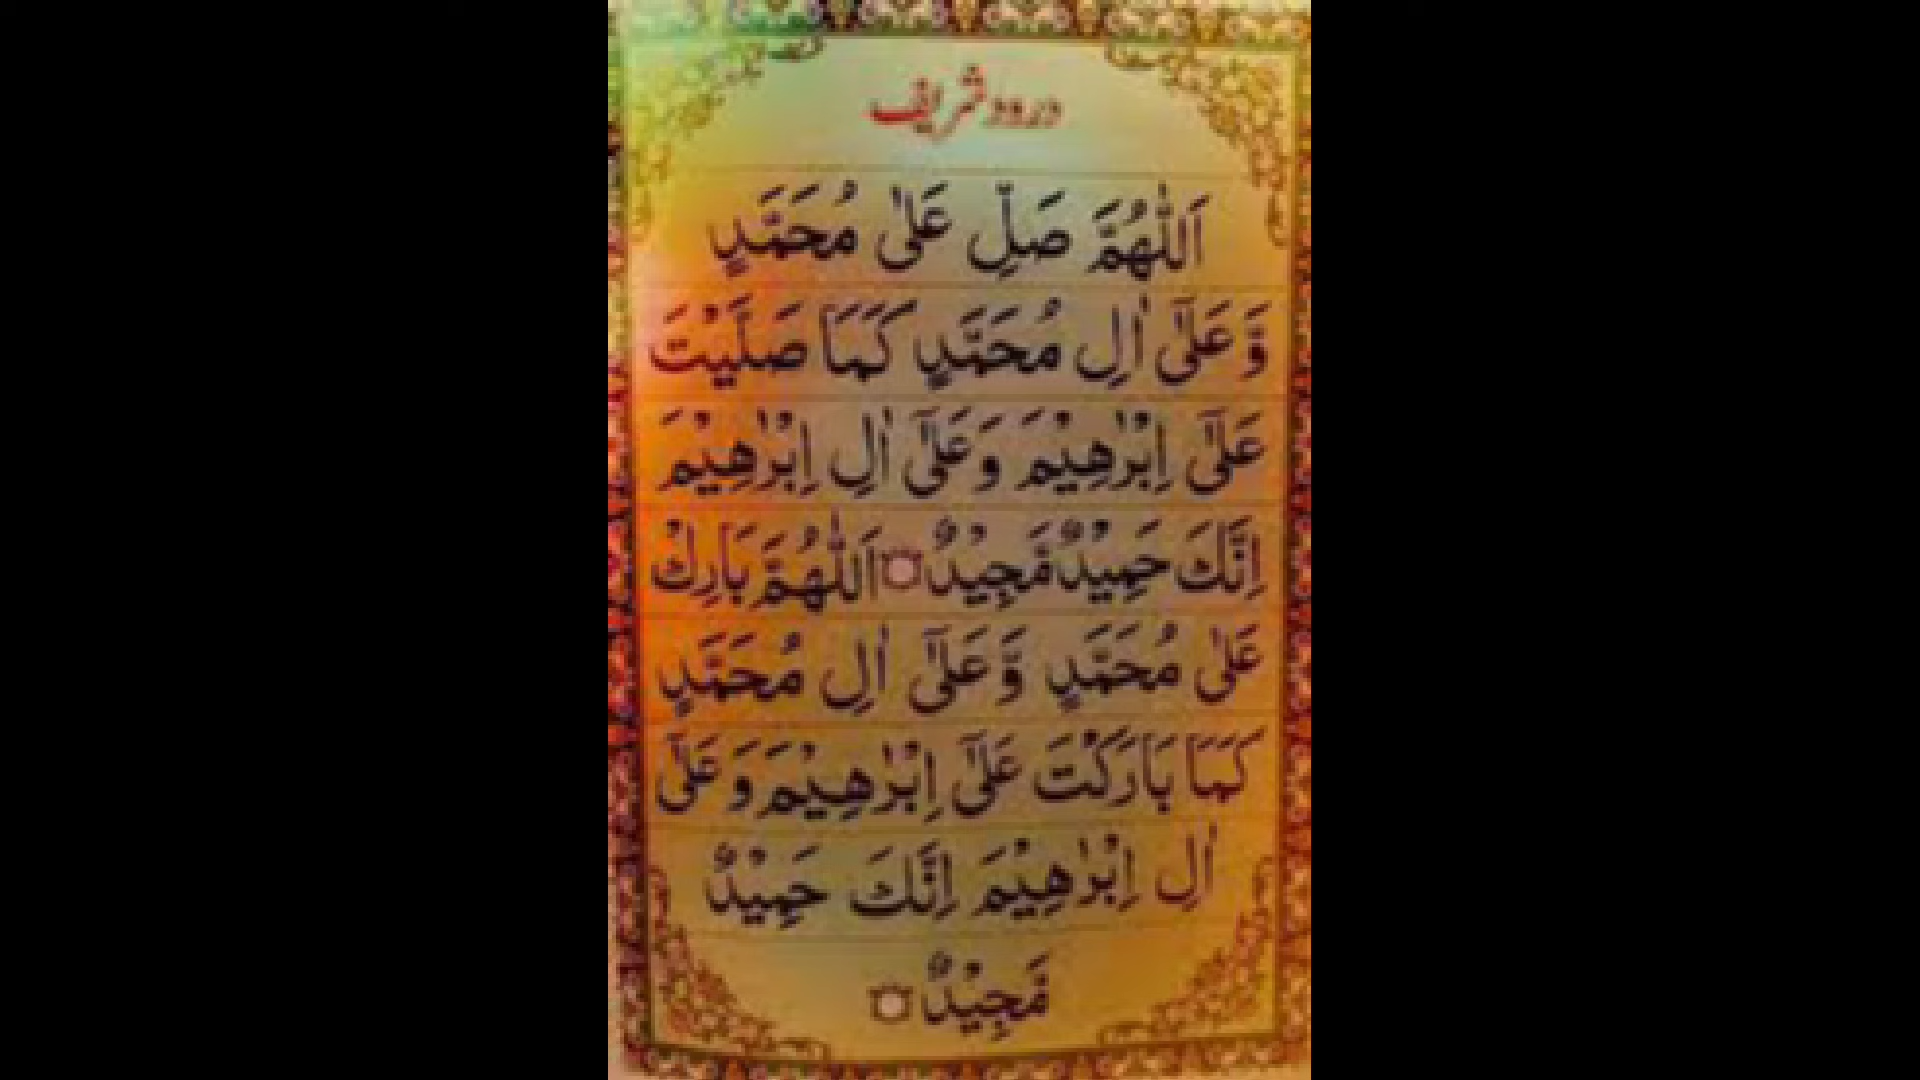 درود شریف
اَللّٰهُمَّ صَلِّ عَلٰى مُحَمَّدٍ
وَّعَلٰٓى اٰلِ مُحَمَّدٍ كَمَا صَلَّيْتَ
عَلٰٓى اِبْرٰهِيْمَ وَعَلٰٓى اٰلِ اِبْرٰهِيْمَ
اِنَّكَ حَمِيْدٌ مَّجِيْدٌ ۝ اَللّٰهُمَّ بَارِكْ
عَلٰى مُحَمَّدٍ وَّعَلٰٓى اٰلِ مُحَمَّدٍ
كَمَا بَارَكْتَ عَلٰٓى اِبْرٰهِيْمَ وَعَلٰٓى
اٰلِ اِبْرٰهِيْمَ اِنَّكَ حَمِيْدٌ
مَّجِيْدٌ ۝